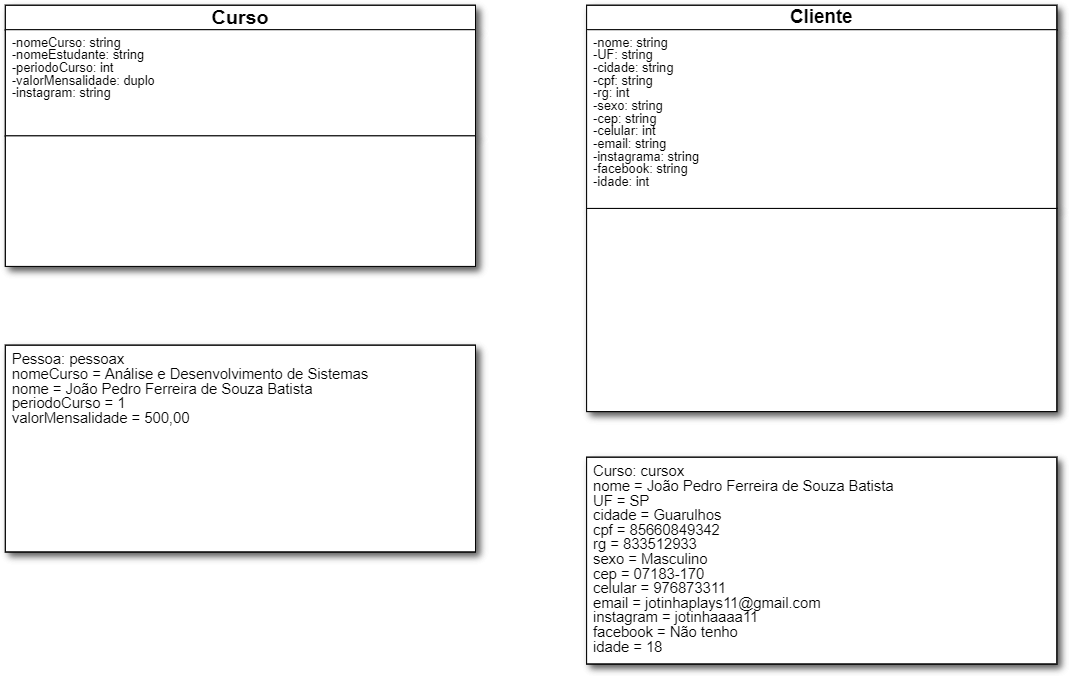 Curso
-nomeCurso: string
-nomeEstudante: string
-periodoCurso: int
-valorMensalidade: duplo
-instagram: string
Cliente
-nome: string
-UF: string
-cidade: string
-cpf: string
-rg: int
-sexo: string
-cep: string
-celular: int
-email: string
-instagrama: string
-facebook: string
-idade: int
Pessoa: pessoax
nomeCurso = Análise e Desenvolvimento de Sistemas
nome = João Pedro Ferreira de Souza Batista
periodoCurso = 1
valorMensalidade = 500,00
Curso: cursox
nome = João Pedro Ferreira de Souza Batista
UF = SP
cidade = Guarulhos
cpf = 85660849342
rg = 833512933
sexo = Masculino
cep = 07183-170
celular = 976873311
email = jotinhaplays11@gmail.com
instagram = jotinhaaaa11
facebook = Não tenho
idade = 18